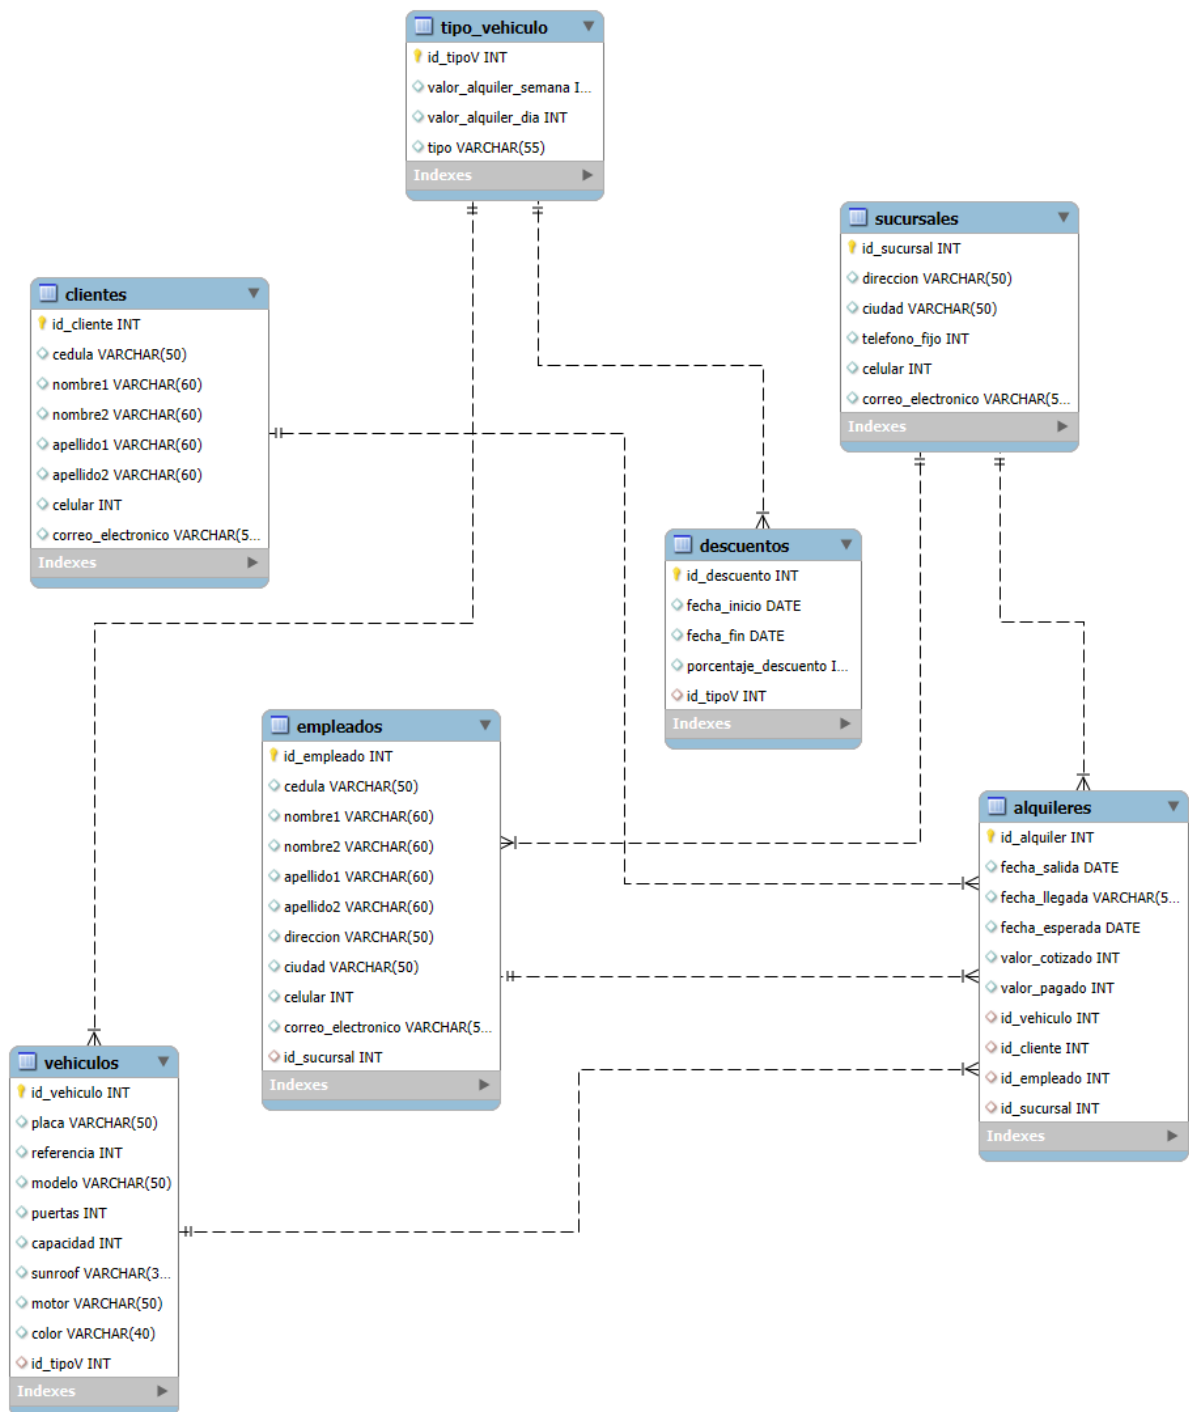 tipo_vehiculo
id_tipoV INT
valor_alquiler_semana I...
valor_alquiler_dia INT
tipo VARCHAR(55)
Indexes
sucursales
id_sucursal INT
direccion VARCHAR(50)
ciudad VARCHAR(50)
telefono_fijo INT
celular INT
correo_electronico VARCHAR(5...
Indexes
clientes
id_cliente INT
cedula VARCHAR(50)
nombre1 VARCHAR(60)
nombre2 VARCHAR(60)
apellido1 VARCHAR(60)
apellido2 VARCHAR(60)
celular INT
correo_electronico VARCHAR(5...
Indexes
descuentos
id_descuento INT
fecha_inicio DATE
fecha_fin DATE
porcentaje_descuento I...
id_tipoV INT
Indexes
empleados
id_empleado INT
cedula VARCHAR(50)
nombre1 VARCHAR(60)
nombre2 VARCHAR(60)
apellido1 VARCHAR(60)
apellido2 VARCHAR(60)
direccion VARCHAR(50)
ciudad VARCHAR(50)
celular INT
correo_electronico VARCHAR(5...
id_sucursal INT
Indexes
alquileres
id_alquiler INT
fecha_salida DATE
fecha_llegada VARCHAR(5...
fecha_esperada DATE
valor_cotizado INT
valor_pagado INT
id_vehiculo INT
id_cliente INT
id_empleado INT
id_sucursal INT
Indexes
vehiculos
id_vehiculo INT
placa VARCHAR(50)
referencia INT
modelo VARCHAR(50)
puertas INT
capacidad INT
sunroof VARCHAR(3...
motor VARCHAR(50)
color VARCHAR(40)
id_tipoV INT
Indexes